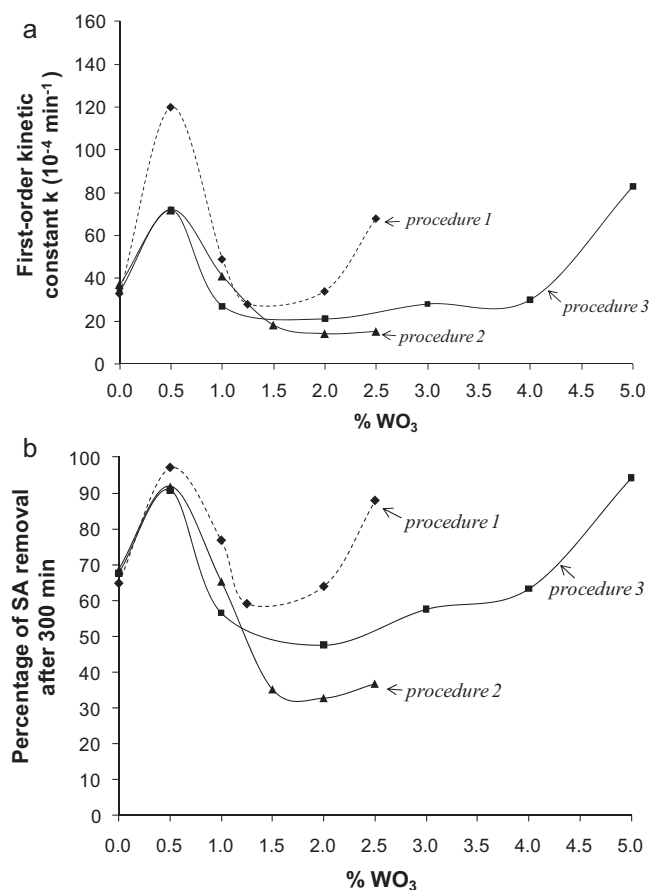 a
First-order kinetic
constant k (10⁻⁴ min⁻¹)
160
140
120
100
80
60
40
20
0
procedure 1
procedure 3
procedure 2
0.0 0.5 1.0 1.5 2.0 2.5 3.0 3.5 4.0 4.5 5.0
% WO₃
b
Percentage of SA removal
after 300 min
100
90
80
70
60
50
40
30
20
10
0
procedure 1
procedure 3
procedure 2
0.0 0.5 1.0 1.5 2.0 2.5 3.0 3.5 4.0 4.5 5.0
% WO₃